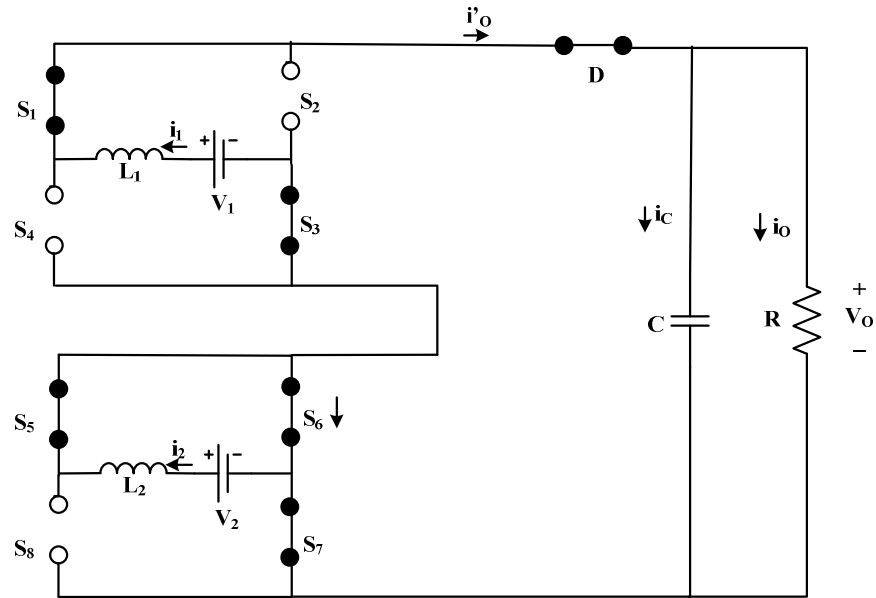 i'O
D
S1
S2
i1
+ -
L1
V1
S4
S3
iC
iO
C
R
+
VO
-
S5
S6
i2
+ -
L2
V2
S8
S7